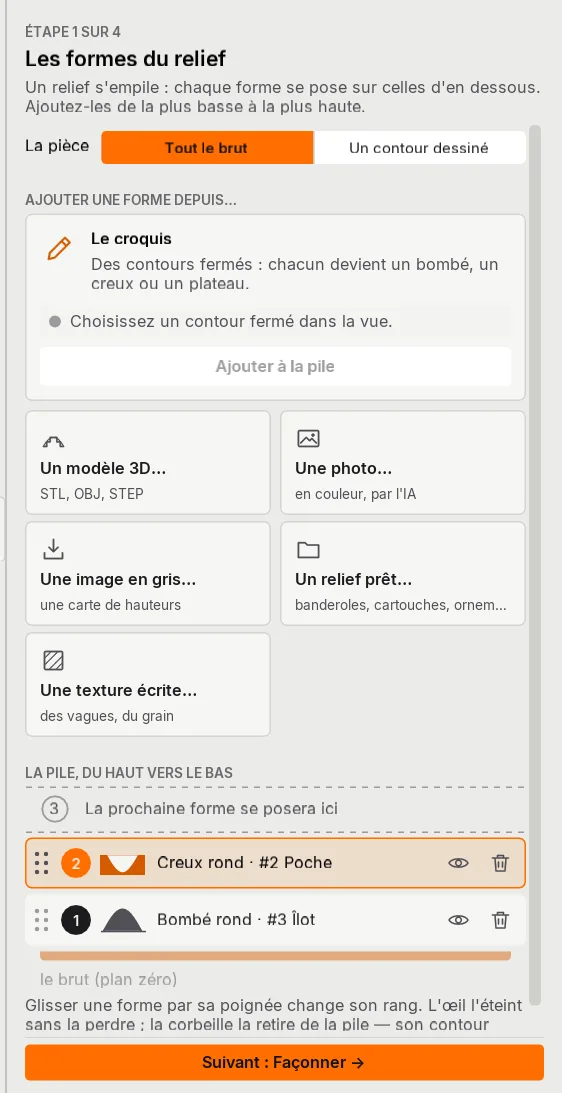 ÉTAPE 1 SUR 4
Les formes du relief
Un relief s'empile : chaque forme se pose sur celles d'en dessous.
Ajoutez-les de la plus basse à la plus haute.
La pièce
Tout le brut
Un contour dessiné
AJOUTER UNE FORME DEPUIS...
Le croquis
Des contours fermés : chacun devient un bombé, un
creux ou un plateau.
Choisissez un contour fermé dans la vue.
Ajouter à la pile
Un modèle 3D...
STL, OBJ, STEP
Une photo...
en couleur, par l'IA
Une image en gris...
une carte de hauteurs
Un relief prêt...
banderoles, cartouches, ornem...
Une texture écrite...
des vagues, du grain
LA PILE, DU HAUT VERS LE BAS
3 La prochaine forme se posera ici
2 Creux rond · #2 Poche
1 Bombé rond · #3 Îlot
le brut (plan zéro)
Glisser une forme par sa poignée change son rang. L'œil l'éteint
sans la perdre ; la corbeille la retire de la pile — son contour
Suivant : Façonner →